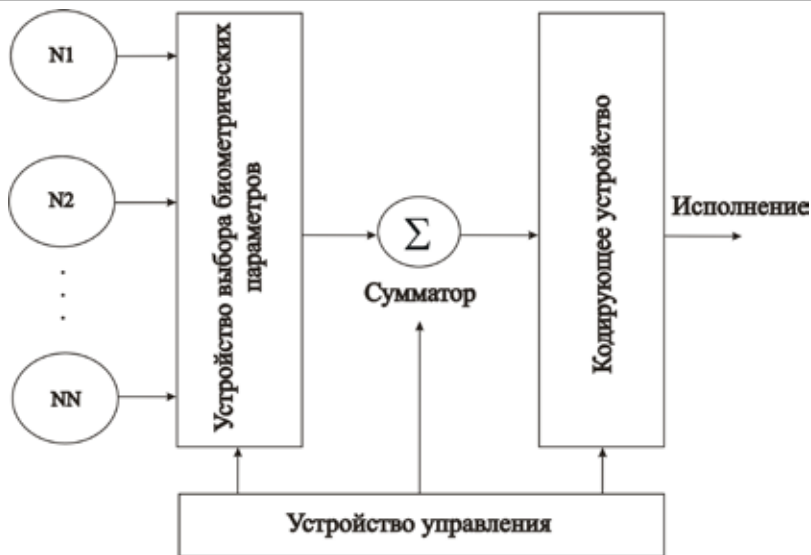 N1
N2
. . .
NN
Устройство выбора биометрических
параметров
Σ
Сумматор
Кодирующее устройство
Исполнение
Устройство управления